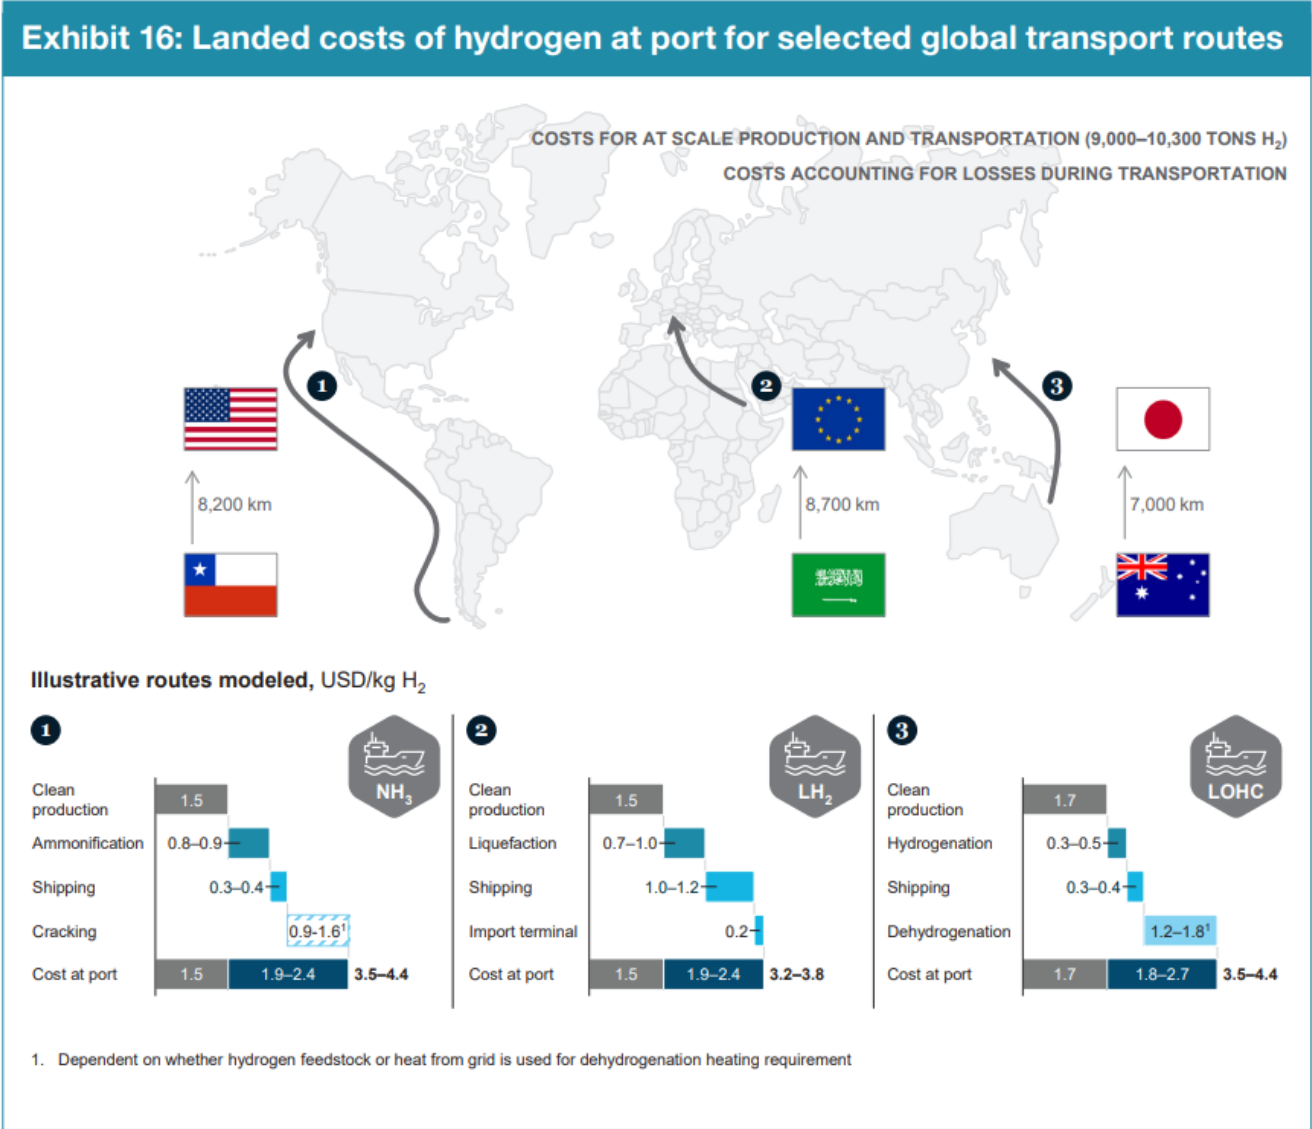 Exhibit 16: Landed costs of hydrogen at port for selected global transport routes
COSTS FOR AT SCALE PRODUCTION AND TRANSPORTATION (9,000–10,300 TONS H₂)
COSTS ACCOUNTING FOR LOSSES DURING TRANSPORTATION
1
2
3
8,200 km
8,700 km
7,000 km
Illustrative routes modeled, USD/kg H₂
1
NH₃
Clean
production
1.5
Ammonification
0.8–0.9
Shipping
0.3–0.4
Cracking
0.9-1.6¹
Cost at port
1.5
1.9–2.4
3.5–4.4
2
LH₂
Clean
production
1.5
Liquefaction
0.7–1.0
Shipping
1.0–1.2
Import terminal
0.2
Cost at port
1.5
1.9–2.4
3.2–3.8
3
LOHC
Clean
production
1.7
Hydrogenation
0.3–0.5
Shipping
0.3–0.4
Dehydrogenation
1.2–1.8¹
Cost at port
1.7
1.8–2.7
3.5–4.4
1. Dependent on whether hydrogen feedstock or heat from grid is used for dehydrogenation heating requirement